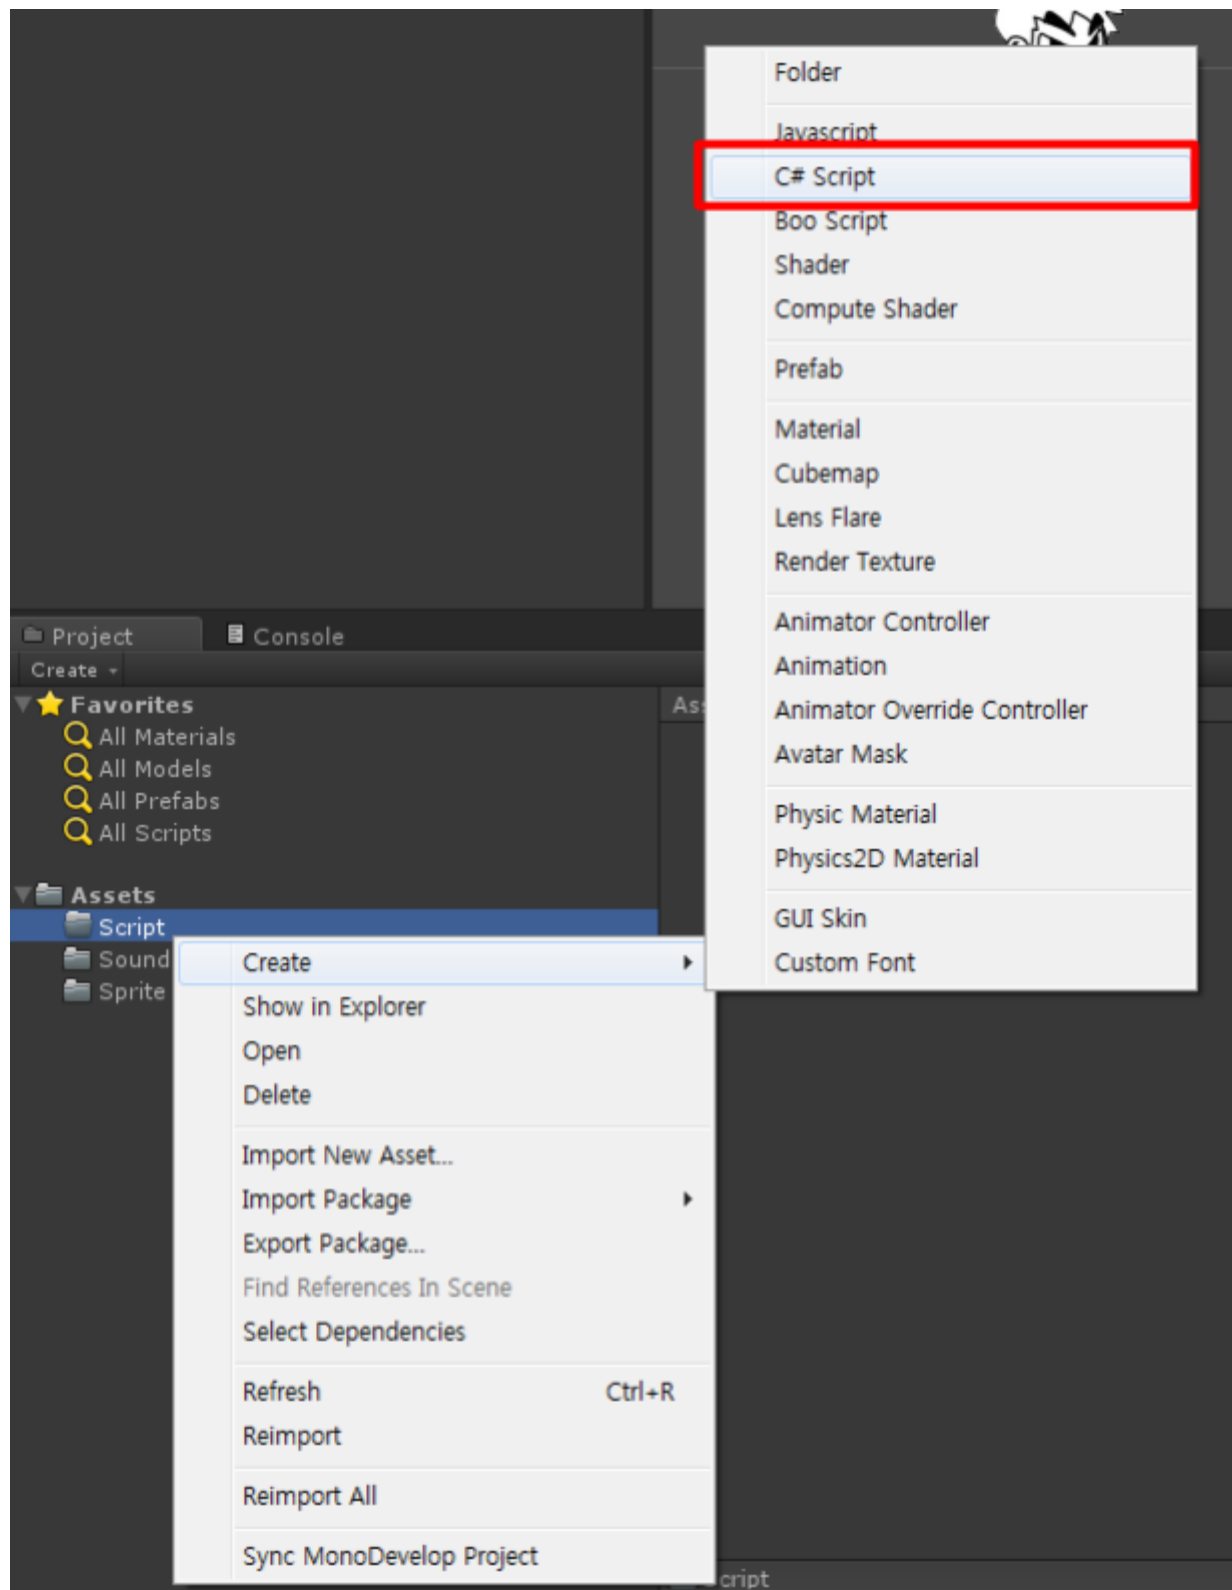 Folder
Javascript
C# Script
Boo Script
Shader
Compute Shader
Prefab
Material
Cubemap
Lens Flare
Render Texture
Animator Controller
Animation
Animator Override Controller
Avatar Mask
Physic Material
Physics2D Material
GUI Skin
Custom Font
Project
Console
Create
Favorites
All Materials
All Models
All Prefabs
All Scripts
Assets
Script
Sound
Sprite
Create
Show in Explorer
Open
Delete
Import New Asset...
Import Package
Export Package...
Find References In Scene
Select Dependencies
Refresh Ctrl+R
Reimport
Reimport All
Sync MonoDevelop Project